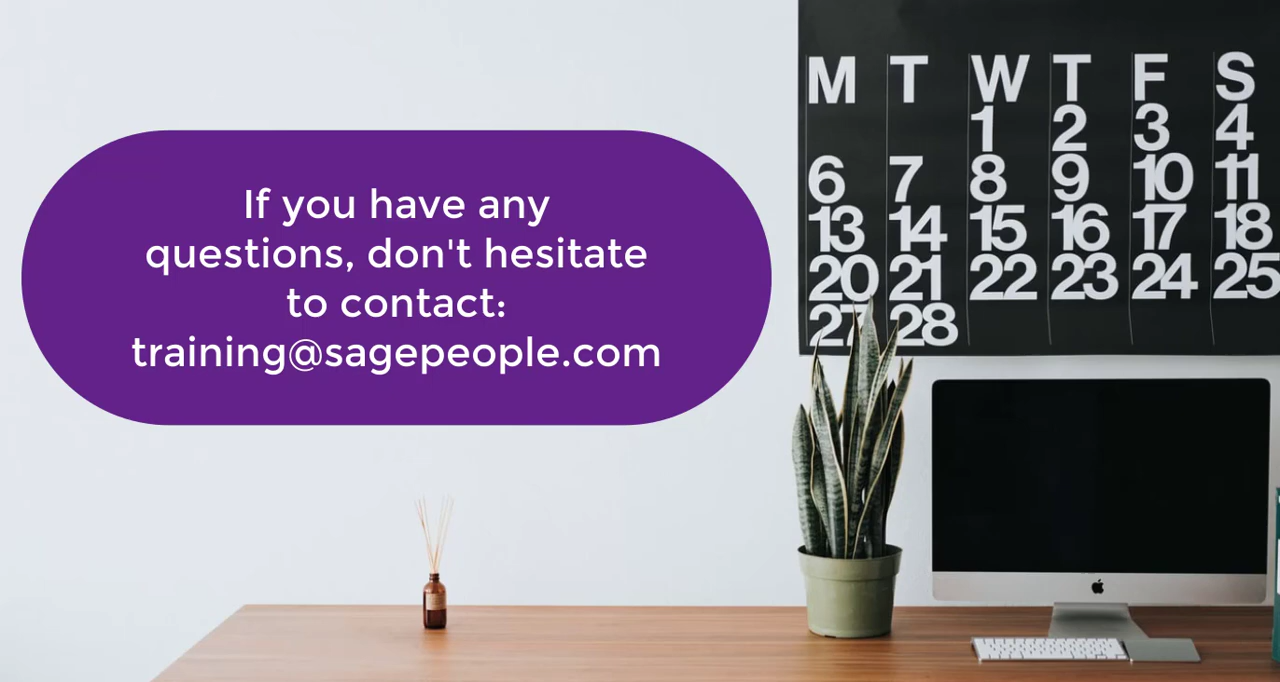 If you have any
questions, don't hesitate
to contact:
training@sagepeople.com
M T W T F S
1 2 3 4
6 7 8 9 10 11
13 14 15 16 17 18
20 21 22 23 24 25
27 28